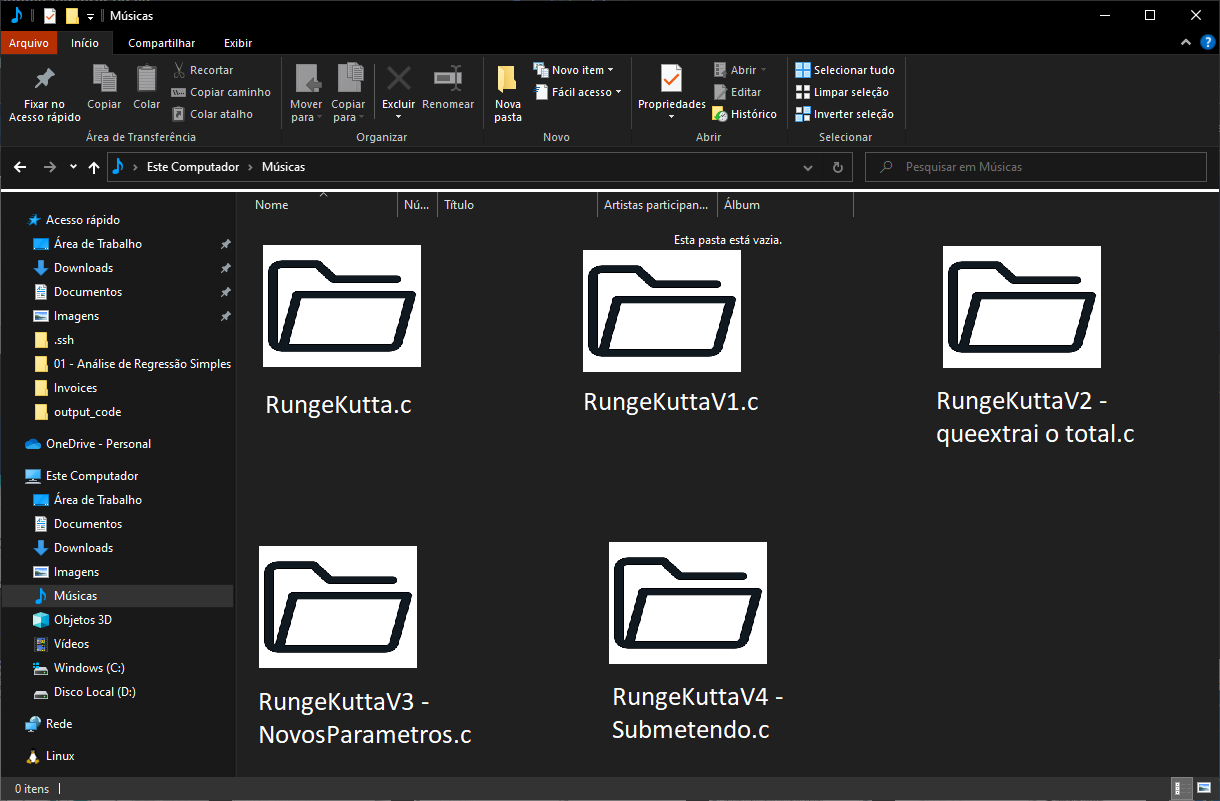 Músicas
Arquivo Início Compartilhar Exibir
Fixar no
Acesso rápido
Copiar
Colar
Recortar
Copiar caminho
Colar atalho
Área de Transferência
Mover
para
Copiar
para
Excluir
Renomear
Organizar
Nova
pasta
Novo item
Fácil acesso
Novo
Propriedades
Abrir
Editar
Histórico
Abrir
Selecionar tudo
Limpar seleção
Inverter seleção
Selecionar
Este Computador > Músicas
Pesquisar em Músicas
Nome Nú... Título Artistas participan... Álbum
Esta pasta está vazia.
Acesso rápido
Área de Trabalho
Downloads
Documentos
Imagens
.ssh
01 - Análise de Regressão Simples
Invoices
output_code
OneDrive - Personal
Este Computador
Área de Trabalho
Documentos
Downloads
Imagens
Músicas
Objetos 3D
Vídeos
Windows (C:)
Disco Local (D:)
Rede
Linux
RungeKutta.c
RungeKuttaV1.c
RungeKuttaV2 -
queextrai o total.c
RungeKuttaV3 -
NovosParametros.c
RungeKuttaV4 -
Submetendo.c
0 itens